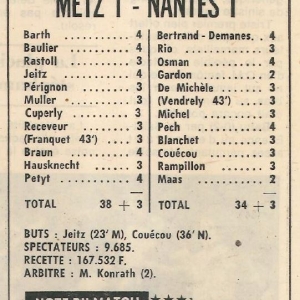 METZ 1 - NANTES 1
Barth . . . . . . . . 4
Baulier . . . . . . . 4
Rastoll . . . . . . . 3
Jeitz . . . . . . . . 4
Pérignon . . . . . . 3
Muller . . . . . . . 3
Cuperly . . . . . . . 3
Receveur . . . . . . 3
(Franquet 43') . . . 3
Braun . . . . . . . . 4
Hausknecht . . . . . 3
Petyt . . . . . . . . 4
TOTAL 38 + 3
Bertrand - Demanes. . 4
Rio . . . . . . . . . 3
Osman . . . . . . . . 4
Gardon . . . . . . . 2
De Michèle . . . . . 3
(Vendrely 43') . . . 3
Michel . . . . . . . 3
Pech . . . . . . . . 4
Blanchet . . . . . . 3
Couécou . . . . . . . 3
Rampillon . . . . . . 3
Maas . . . . . . . . 2
TOTAL 34 + 3
BUTS : Jeitz (23' M), Couécou (36' N).
SPECTATEURS : 9.685.
RECETTE : 167.532 F.
ARBITRE : M. Konrath (2).